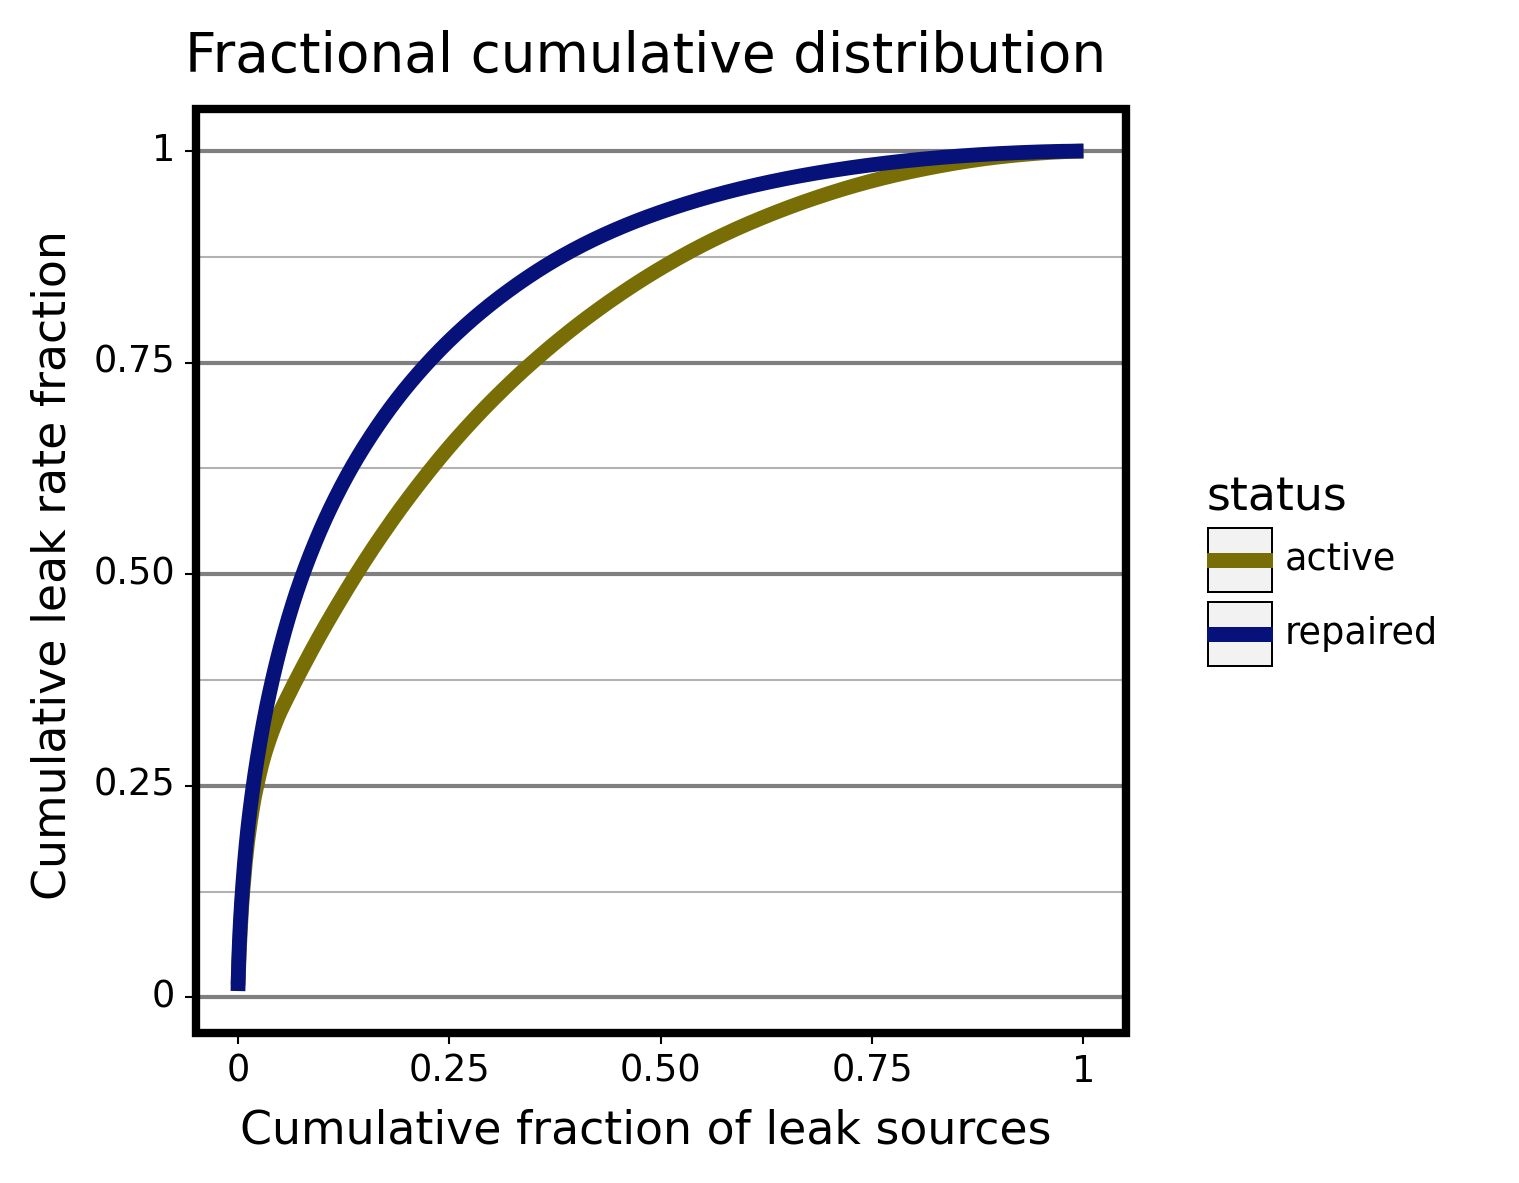 Fractional cumulative distribution
Cumulative leak rate fraction
1
0.75
0.50
0.25
0
0 0.25 0.50 0.75 1
Cumulative fraction of leak sources
status
active
repaired